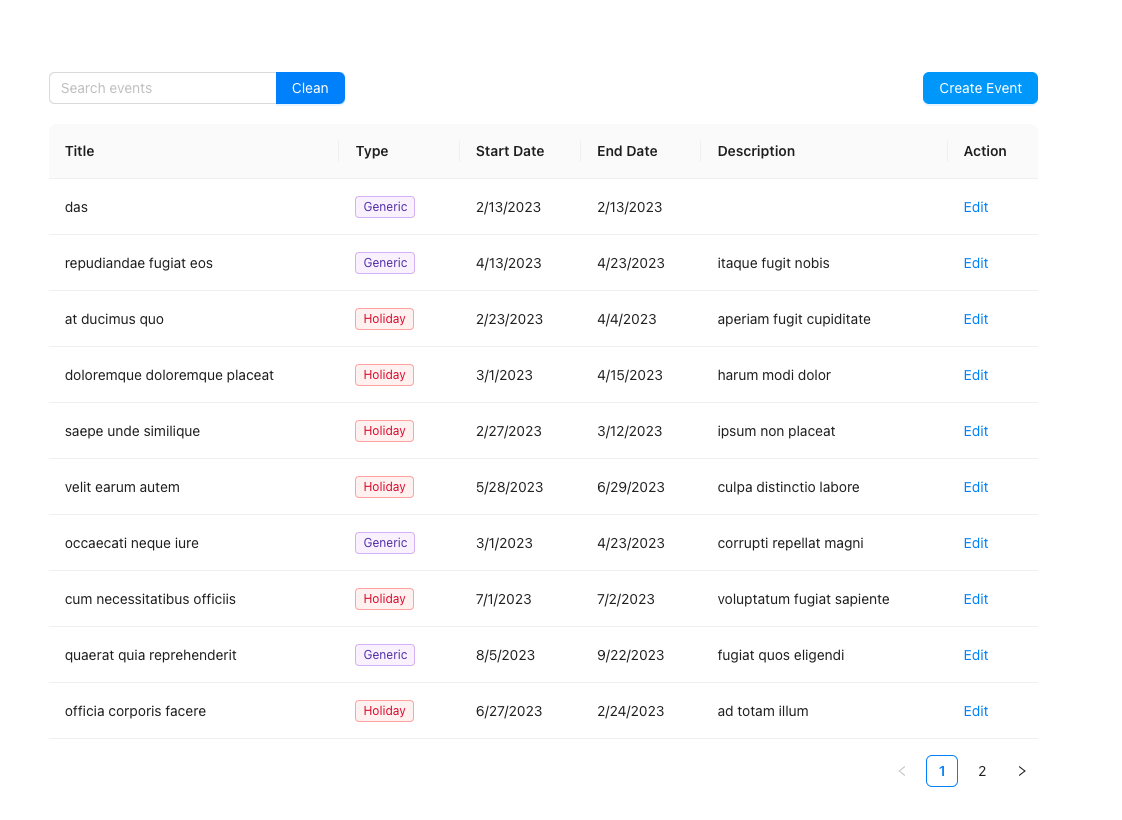 Search events Clean Create Event
Title Type Start Date End Date Description Action
das Generic 2/13/2023 2/13/2023 Edit
repudiandae fugiat eos Generic 4/13/2023 4/23/2023 itaque fugit nobis Edit
at ducimus quo Holiday 2/23/2023 4/4/2023 aperiam fugit cupiditate Edit
doloremque doloremque placeat Holiday 3/1/2023 4/15/2023 harum modi dolor Edit
saepe unde similique Holiday 2/27/2023 3/12/2023 ipsum non placeat Edit
velit earum autem Holiday 5/28/2023 6/29/2023 culpa distinctio labore Edit
occaecati neque iure Generic 3/1/2023 4/23/2023 corrupti repellat magni Edit
cum necessitatibus officiis Holiday 7/1/2023 7/2/2023 voluptatum fugiat sapiente Edit
quaerat quia reprehenderit Generic 8/5/2023 9/22/2023 fugiat quos eligendi Edit
officia corporis facere Holiday 6/27/2023 2/24/2023 ad totam illum Edit
< 1 2 >